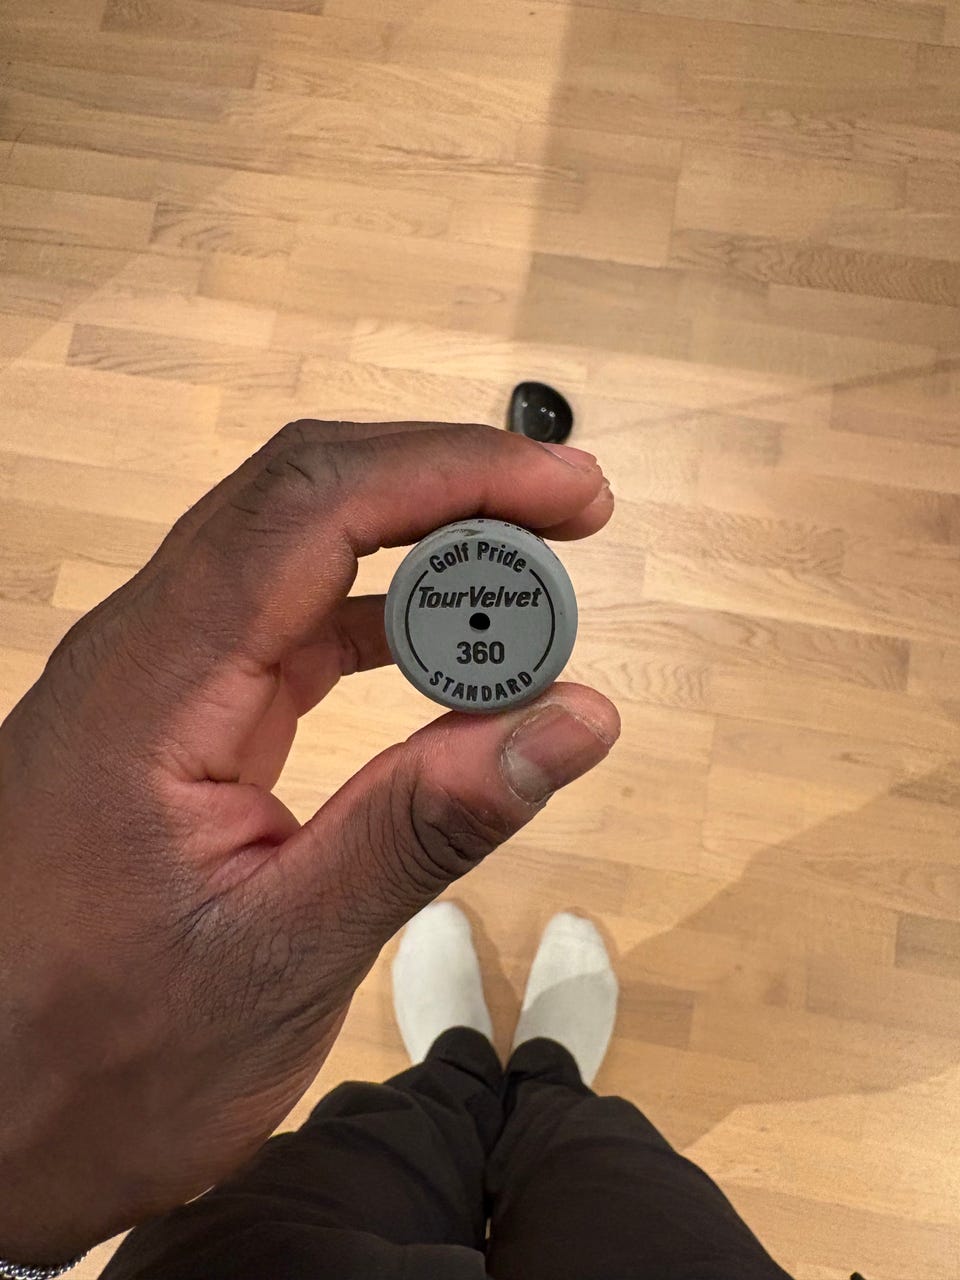 Golf Pride
TourVelvet
360
STANDARD